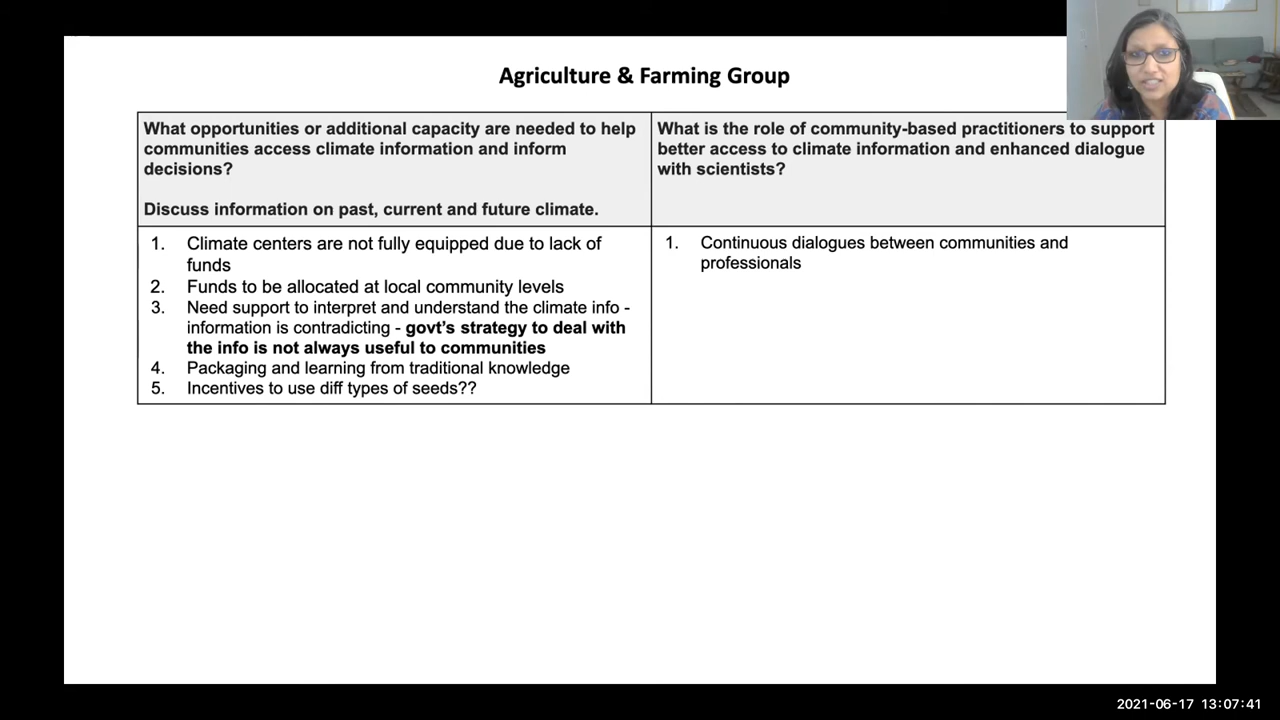 Agriculture & Farming Group
What opportunities or additional capacity are needed to help
communities access climate information and inform
decisions?
Discuss information on past, current and future climate.
What is the role of community-based practitioners to support
better access to climate information and enhanced dialogue
with scientists?
1. Climate centers are not fully equipped due to lack of
funds
2. Funds to be allocated at local community levels
3. Need support to interpret and understand the climate info -
information is contradicting - govt's strategy to deal with
the info is not always useful to communities
4. Packaging and learning from traditional knowledge
5. Incentives to use diff types of seeds??
1. Continuous dialogues between communities and
professionals
2021-06-17 13:07:41